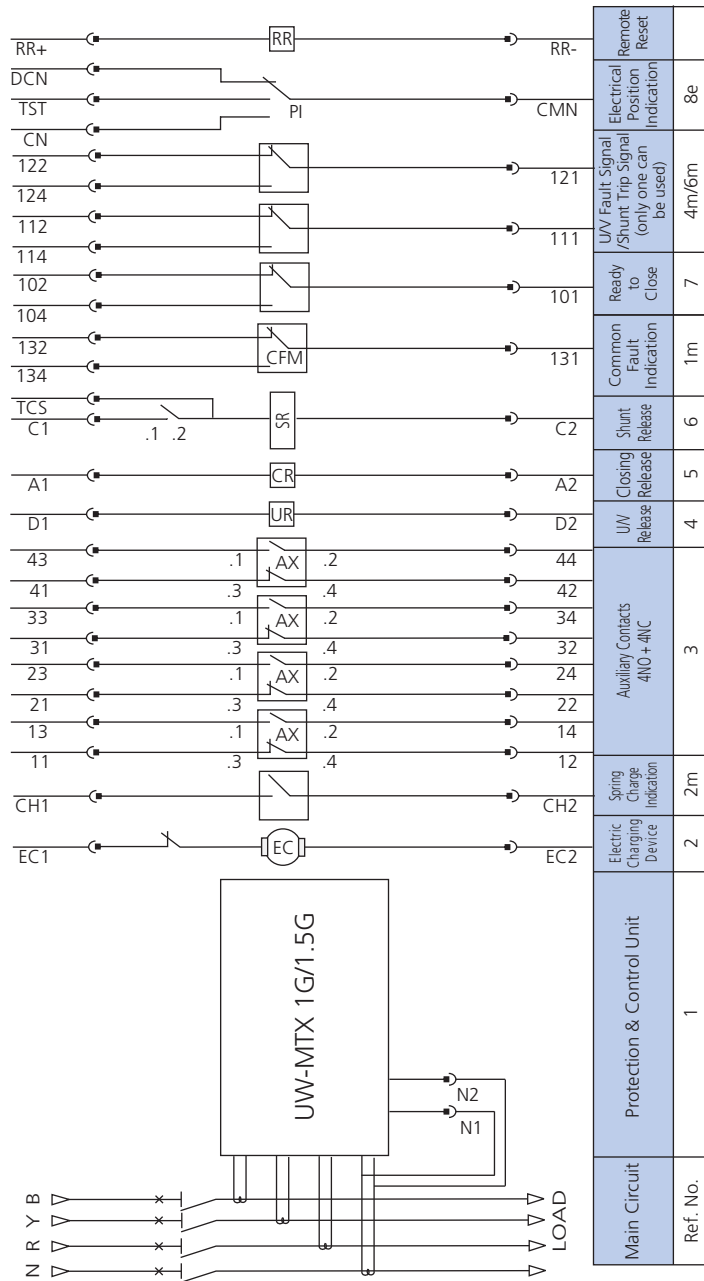 RR+ RR RR- Remote Reset
DCN
TST PI CMN Electrical Position Indication 8e
CN
122
124 121 U/V Fault Signal /Shunt Trip Signal (only one can be used) 4m/6m
112
114 111
102
104 101 Ready to Close 7
132
134 CFM 131 Common Fault Indication 1m
TCS
C1 .1 .2 SR C2 Shunt Release 6
A1 CR A2 Closing Release 5
D1 UR D2 U/V Release 4
43 .1 AX .2 44
41 .3 .4 42
33 .1 AX .2 34
31 .3 .4 32
Auxiliary Contacts 4NO + 4NC 3
23 .1 AX .2 24
21 .3 .4 22
13 .1 AX .2 14
11 .3 .4 12
CH1 CH2 Spring Charge Indication 2m
EC1 EC EC2 Electric Charging Device 2
UW-MTX 1G/1.5G
Protection & Control Unit 1
N2
N1
N R Y B
LOAD
Main Circuit Ref. No.